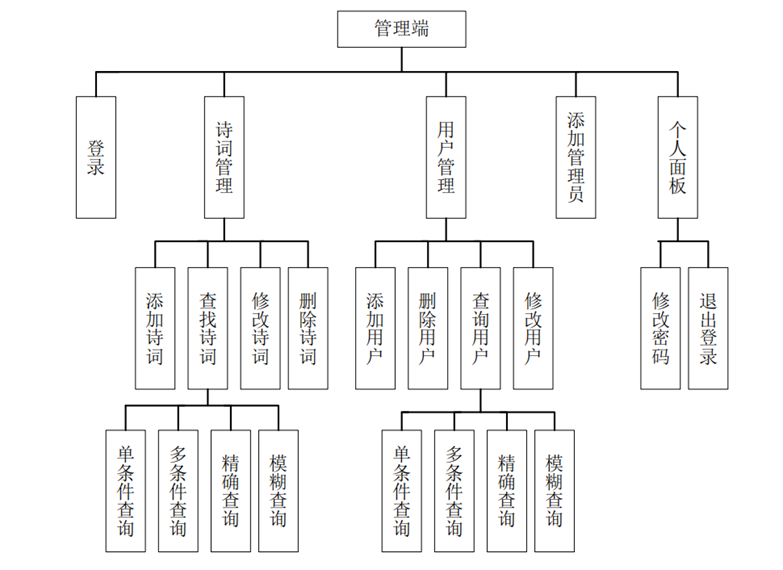 管理端
登录
诗词管理
用户管理
添加管理员
个人面板
添加诗词
查找诗词
修改诗词
删除诗词
添加用户
删除用户
查询用户
修改用户
修改密码
退出登录
单条件查询
多条件查询
精确查询
模糊查询
单条件查询
多条件查询
精确查询
模糊查询